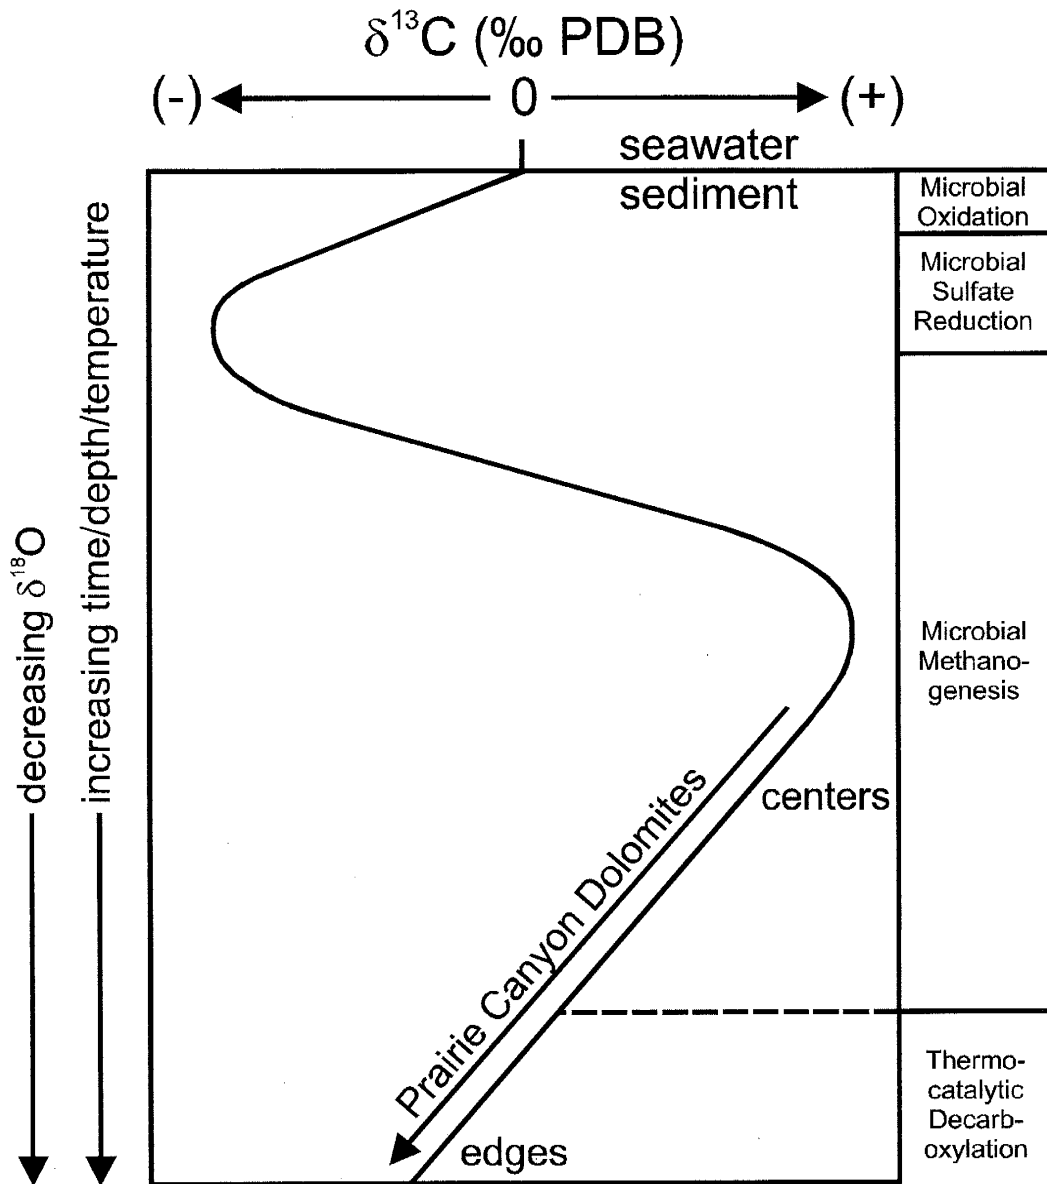 δ¹³C (‰ PDB)
(-) 0 (+)
seawater
sediment
Microbial
Oxidation
Microbial
Sulfate
Reduction
Microbial
Methano-
genesis
Thermo-
catalytic
Decarb-
oxylation
decreasing δ¹⁸O
increasing time/depth/temperature
Prairie Canyon Dolomites
centers
edges